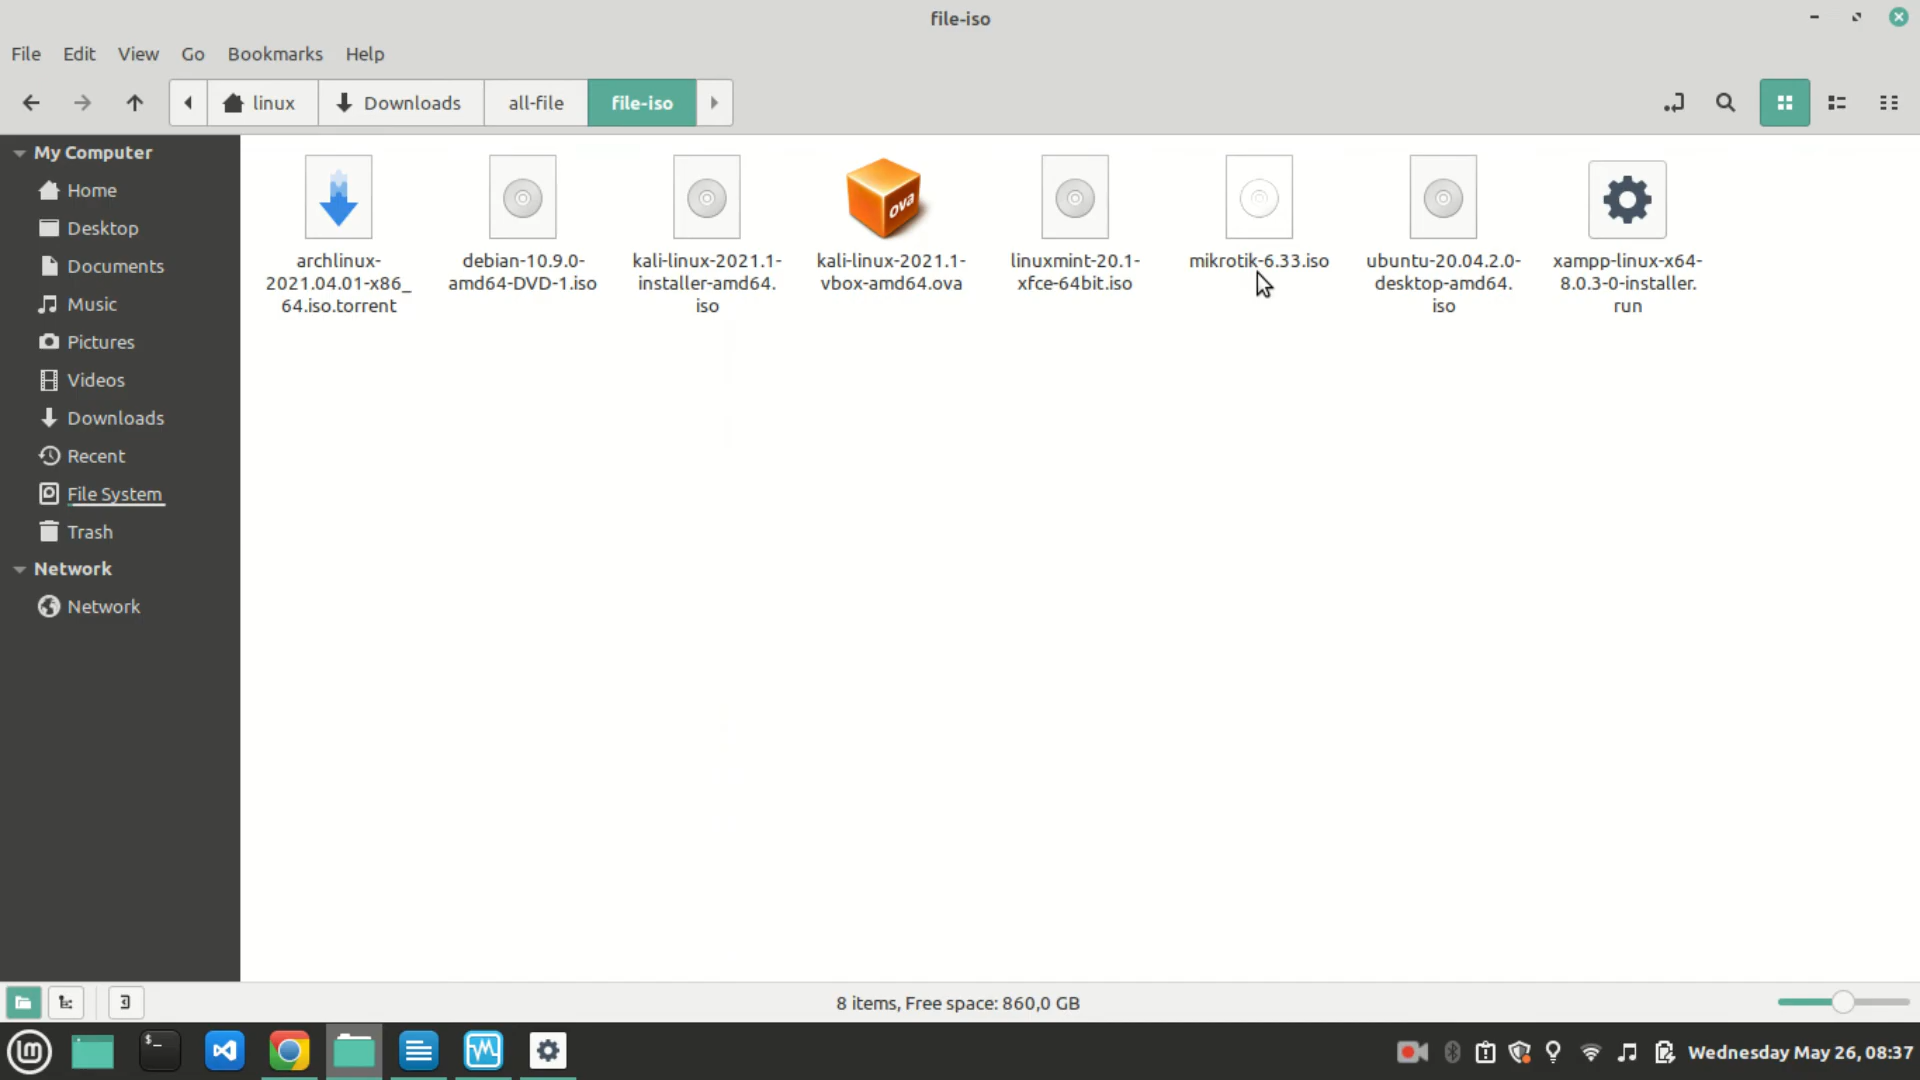 file-iso
File Edit View Go Bookmarks Help
linux Downloads all-file file-iso
My Computer
Home
Desktop
Documents
Music
Pictures
Videos
Downloads
Recent
File System
Trash
Network
Network
archlinux-
2021.04.01-x86_
64.iso.torrent
debian-10.9.0-
amd64-DVD-1.iso
kali-linux-2021.1-
installer-amd64.
iso
ova
kali-linux-2021.1-
vbox-amd64.ova
linuxmint-20.1-
xfce-64bit.iso
mikrotik-6.33.iso
ubuntu-20.04.2.0-
desktop-amd64.
iso
xampp-linux-x64-
8.0.3-0-installer.
run
8 items, Free space: 860,0 GB
$_
Wednesday May 26, 08:37